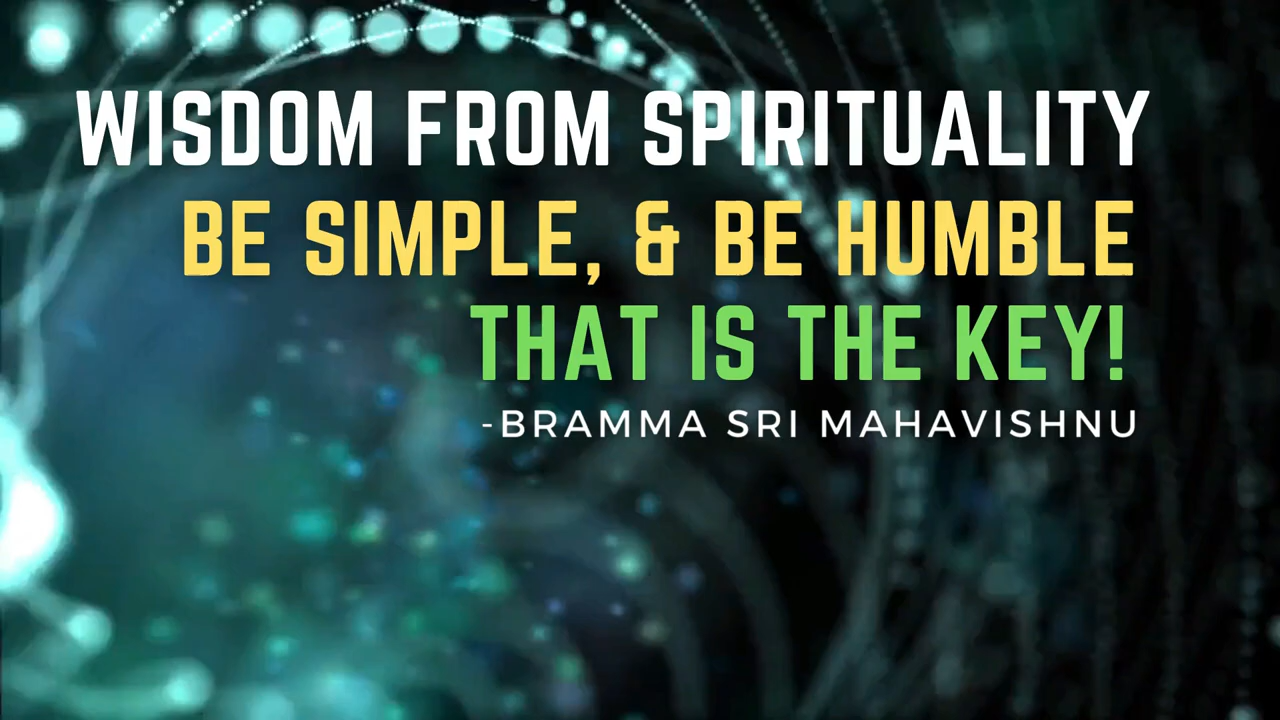 WISDOM FROM SPIRITUALITY
BE SIMPLE, & BE HUMBLE
THAT IS THE KEY!
-BRAMMA SRI MAHAVISHNU